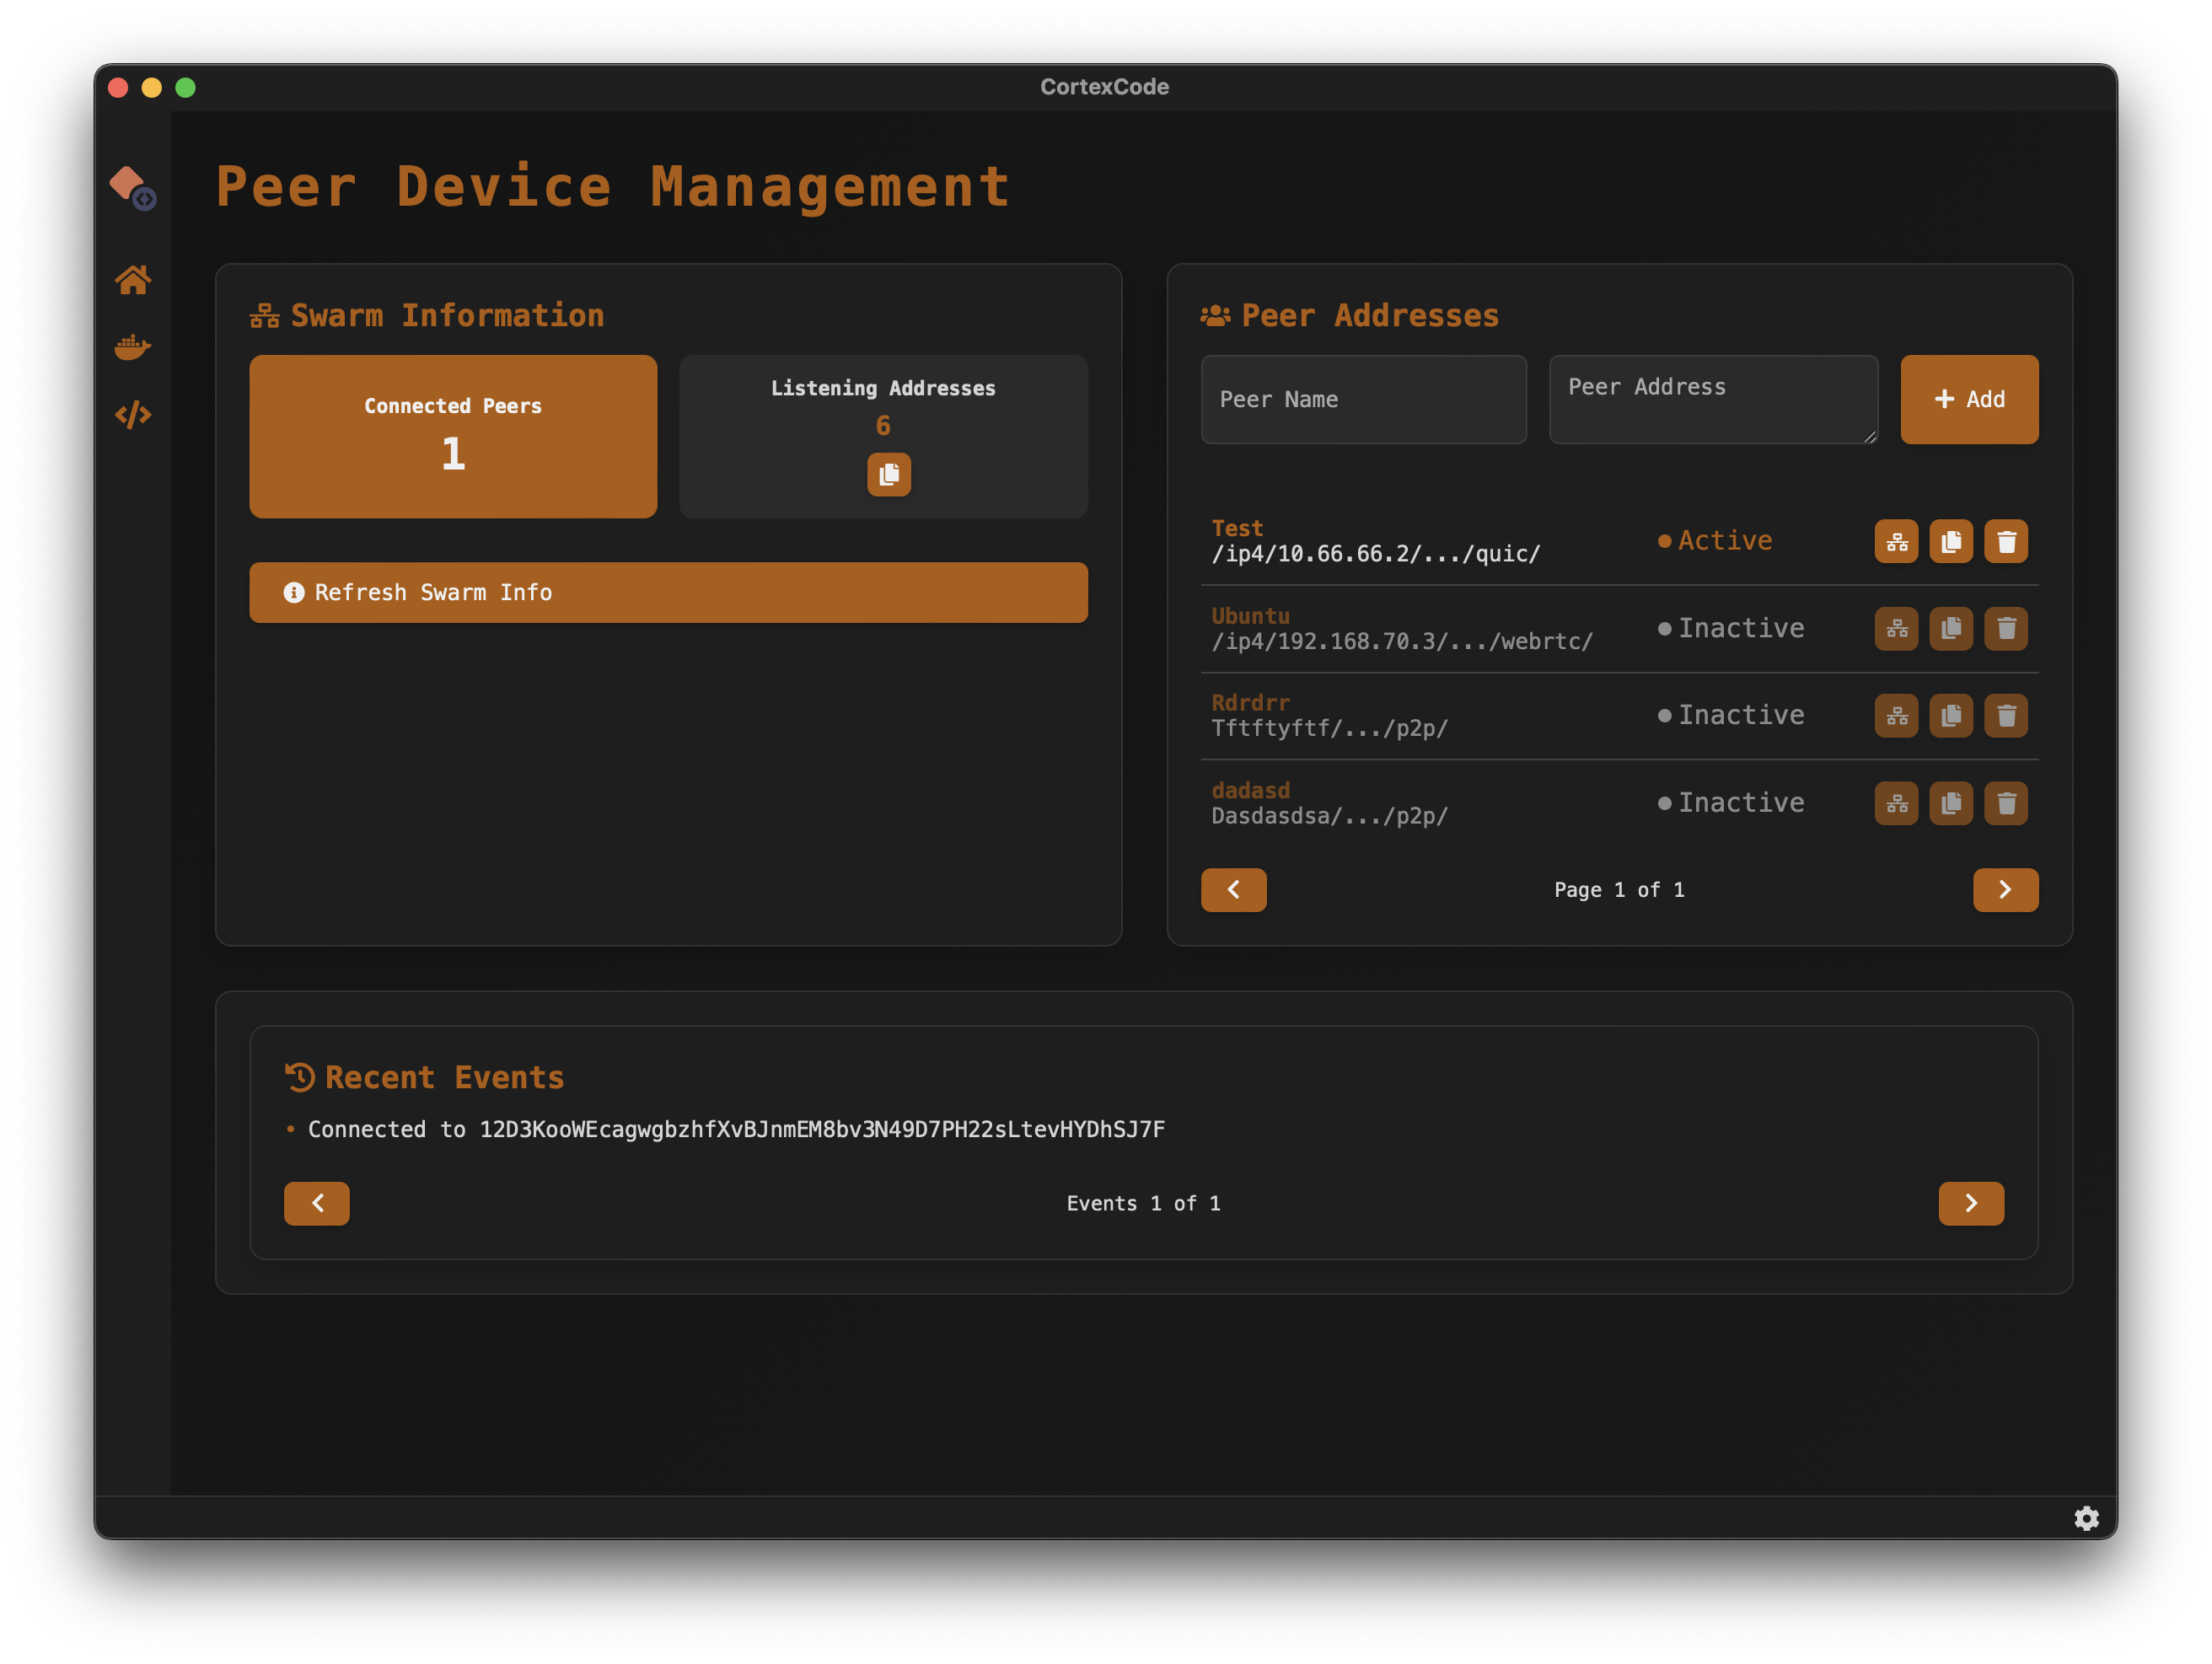 CortexCode
Peer Device Management
Swarm Information
Connected Peers
1
Listening Addresses
6
Refresh Swarm Info
Peer Addresses
Peer Name
Peer Address
Add
Test
/ip4/10.66.66.2/.../quic/
Active
Ubuntu
/ip4/192.168.70.3/.../webrtc/
Inactive
Rdrdrr
Tftftyftf/.../p2p/
Inactive
dadasd
Dasdasdsa/.../p2p/
Inactive
Page 1 of 1
Recent Events
• Connected to 12D3KooWEcagwgbzhfXvBJnmEM8bv3N49D7PH22sLtevHYDhSJ7F
Events 1 of 1